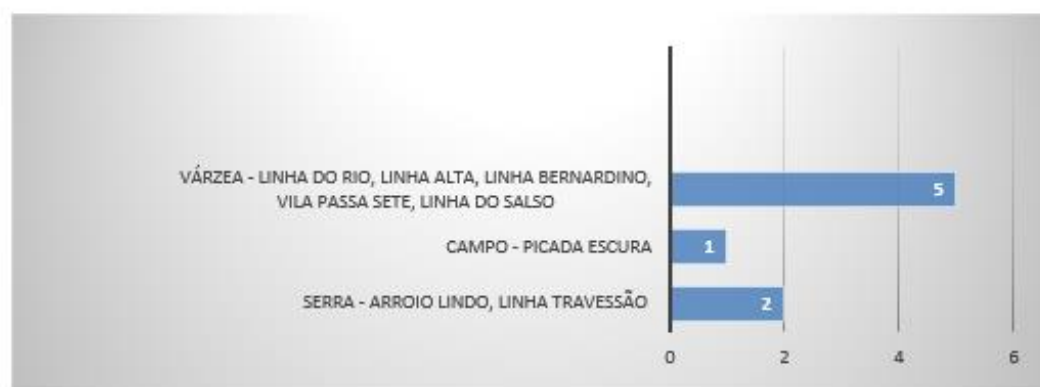 VÁRZEA - LINHA DO RIO, LINHA ALTA, LINHA BERNARDINO,
VILA PASSA SETE, LINHA DO SALSO
5
CAMPO - PICADA ESCURA
1
SERRA - ARROIO LINDO, LINHA TRAVESSÃO
2
0 2 4 6